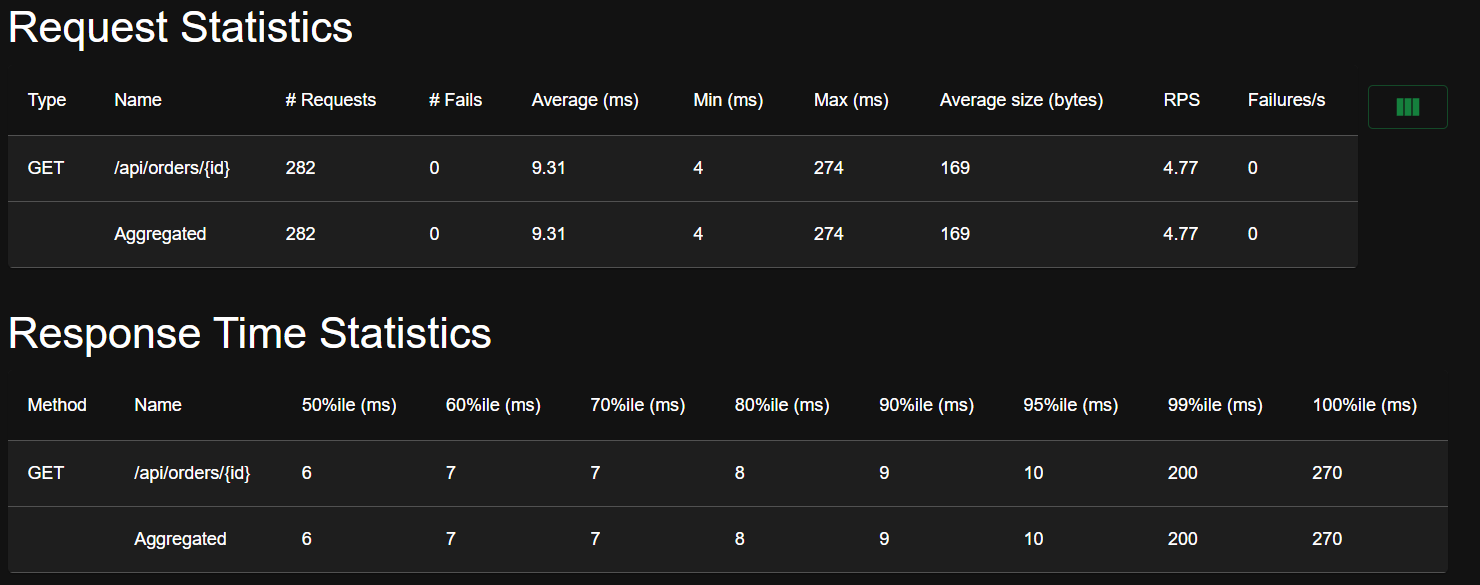 Request Statistics
Type Name # Requests # Fails Average (ms) Min (ms) Max (ms) Average size (bytes) RPS Failures/s
GET /api/orders/{id} 282 0 9.31 4 274 169 4.77 0
Aggregated 282 0 9.31 4 274 169 4.77 0
Response Time Statistics
Method Name 50%ile (ms) 60%ile (ms) 70%ile (ms) 80%ile (ms) 90%ile (ms) 95%ile (ms) 99%ile (ms) 100%ile (ms)
GET /api/orders/{id} 6 7 7 8 9 10 200 270
Aggregated 6 7 7 8 9 10 200 270